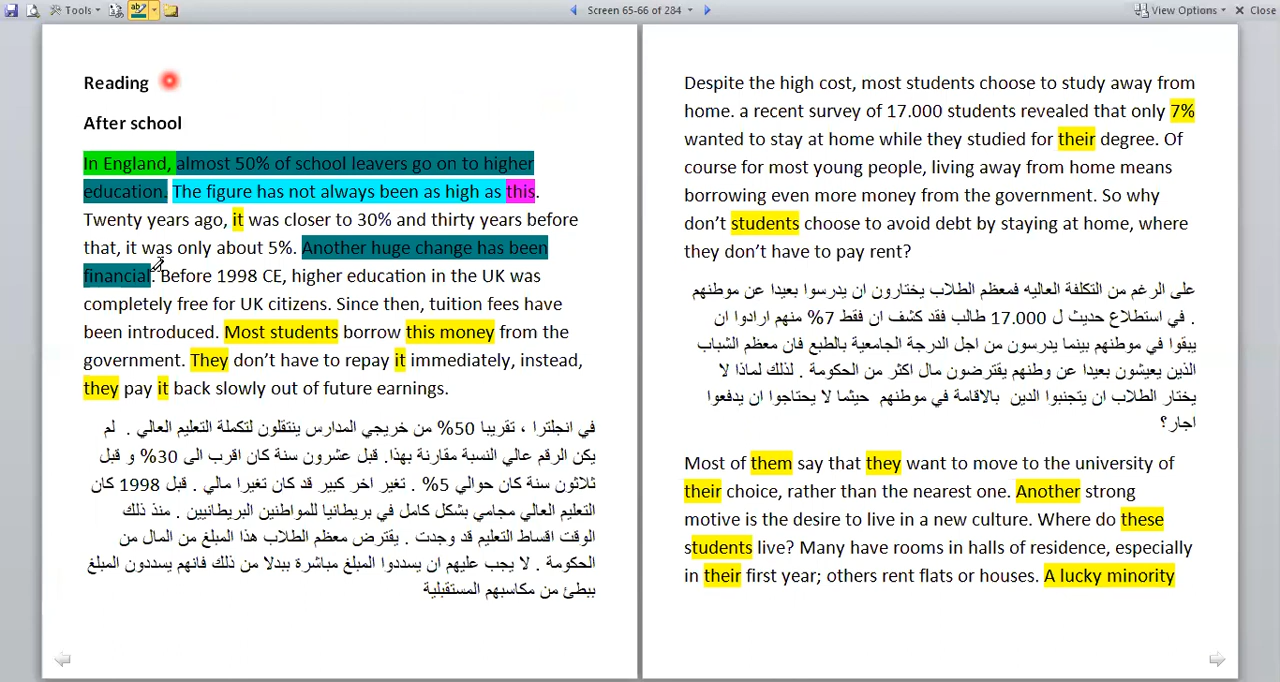 Tools
Screen 65-66 of 284
View Options
Close
Reading
After school
In England, almost 50% of school leavers go on to higher
education. The figure has not always been as high as this.
Twenty years ago, it was closer to 30% and thirty years before
that, it was only about 5%. Another huge change has been
financial. Before 1998 CE, higher education in the UK was
completely free for UK citizens. Since then, tuition fees have
been introduced. Most students borrow this money from the
government. They don’t have to repay it immediately, instead,
they pay it back slowly out of future earnings.
في انجلترا ، تقريبا 50% من خريجي المدارس ينتقلون لتكملة التعليم العالي . لم
يكن الرقم عالي النسبة مقارنة بهذا. قبل عشرون سنة كان اقرب الى 30% و قبل
ثلاثون سنة كان حوالي 5% . تغير اخر كبير قد كان تغيرا مالي . قبل 1998 كان
التعليم العالي مجامي بشكل كامل في بريطانيا للمواطنين البريطانيين . منذ ذلك
الوقت اقساط التعليم قد وجدت . يقترض معظم الطلاب هذا المبلغ من المال من
الحكومة . لا يجب عليهم ان يسددوا المبلغ مباشرة ببدلا من ذلك فانهم يسددون المبلغ
ببطئ من مكاسبهم المستقبلية
Despite the high cost, most students choose to study away from
home. a recent survey of 17.000 students revealed that only 7%
wanted to stay at home while they studied for their degree. Of
course for most young people, living away from home means
borrowing even more money from the government. So why
don’t students choose to avoid debt by staying at home, where
they don’t have to pay rent?
على الرغم من التكلفة العاليه فمعظم الطلاب يختارون ان يدرسوا بعيدا عن موطنهم
. في استطلاع حديث ل 17.000 طالب فقد كشف ان فقط 7% منهم ارادوا ان
يبقوا في موطنهم بينما يدرسون من اجل الدرجة الجامعية بالطبع فان معظم الشباب
الذين يعيشون بعيدا عن وطنهم يقترضون مال اكثر من الحكومة . لذلك لماذا لا
يختار الطلاب ان يتجنبوا الدين بالاقامة في موطنهم حيثما لا يحتاجوا ان يدفعوا
اجار؟
Most of them say that they want to move to the university of
their choice, rather than the nearest one. Another strong
motive is the desire to live in a new culture. Where do these
students live? Many have rooms in halls of residence, especially
in their first year; others rent flats or houses. A lucky minority